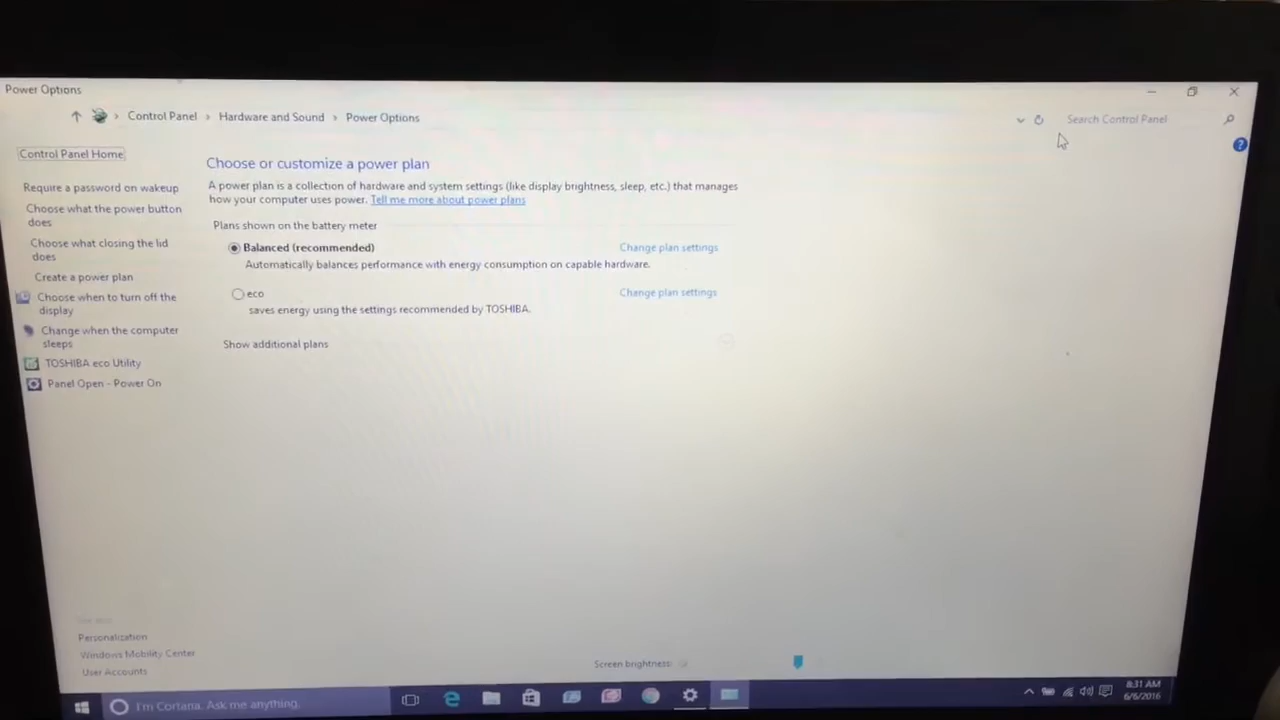 Power Options
Control Panel > Hardware and Sound > Power Options
Search Control Panel
Control Panel Home
Require a password on wakeup
Choose what the power button
does
Choose what closing the lid
does
Create a power plan
Choose when to turn off the
display
Change when the computer
sleeps
TOSHIBA eco Utility
Panel Open - Power On
Choose or customize a power plan
A power plan is a collection of hardware and system settings (like display brightness, sleep, etc.) that manages
how your computer uses power. Tell me more about power plans
Plans shown on the battery meter
Balanced (recommended) Change plan settings
Automatically balances performance with energy consumption on capable hardware.
eco Change plan settings
saves energy using the settings recommended by TOSHIBA.
Show additional plans
Personalization
Windows Mobility Center
User Accounts
Screen brightness:
I'm Cortana. Ask me anything.
8:31 AM
6/6/2016